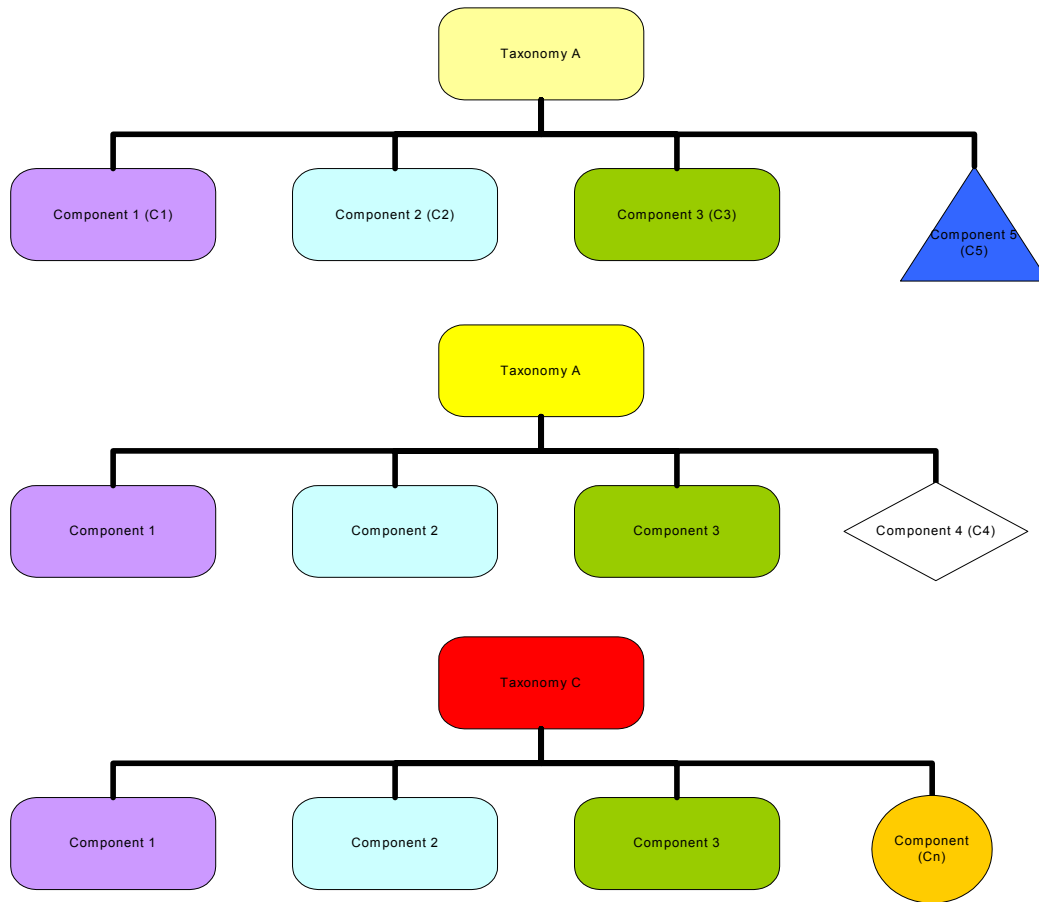 Taxonomy A
Component 1 (C1)
Component 2 (C2)
Component 3 (C3)
Component 5
(C5)
Taxonomy A
Component 1
Component 2
Component 3
Component 4 (C4)
Taxonomy C
Component 1
Component 2
Component 3
Component
(Cn)